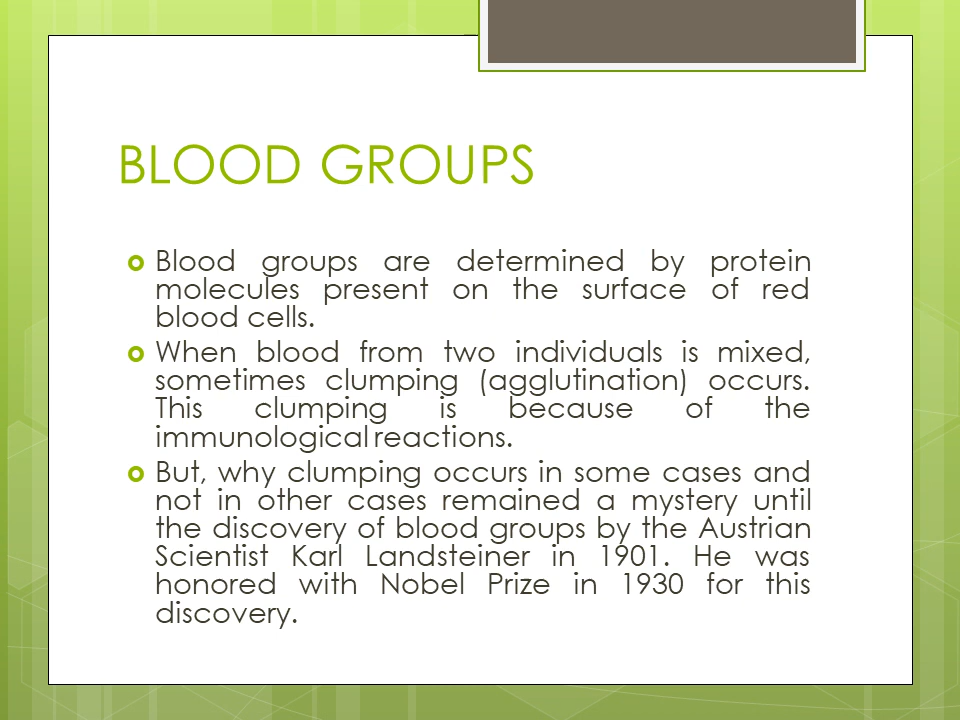 BLOOD GROUPS
Blood groups are determined by protein
molecules present on the surface of red
blood cells.
When blood from two individuals is mixed,
sometimes clumping (agglutination) occurs.
This clumping is because of the
immunological reactions.
But, why clumping occurs in some cases and
not in other cases remained a mystery until
the discovery of blood groups by the Austrian
Scientist Karl Landsteiner in 1901. He was
honored with Nobel Prize in 1930 for this
discovery.